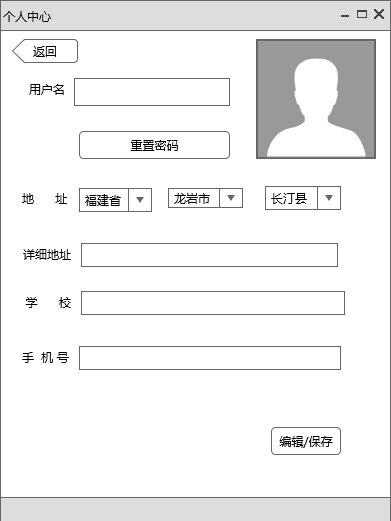 个人中心
返回
用户名
重置密码
地 址 福建省 龙岩市 长汀县
详细地址
学 校
手 机 号
编辑/保存